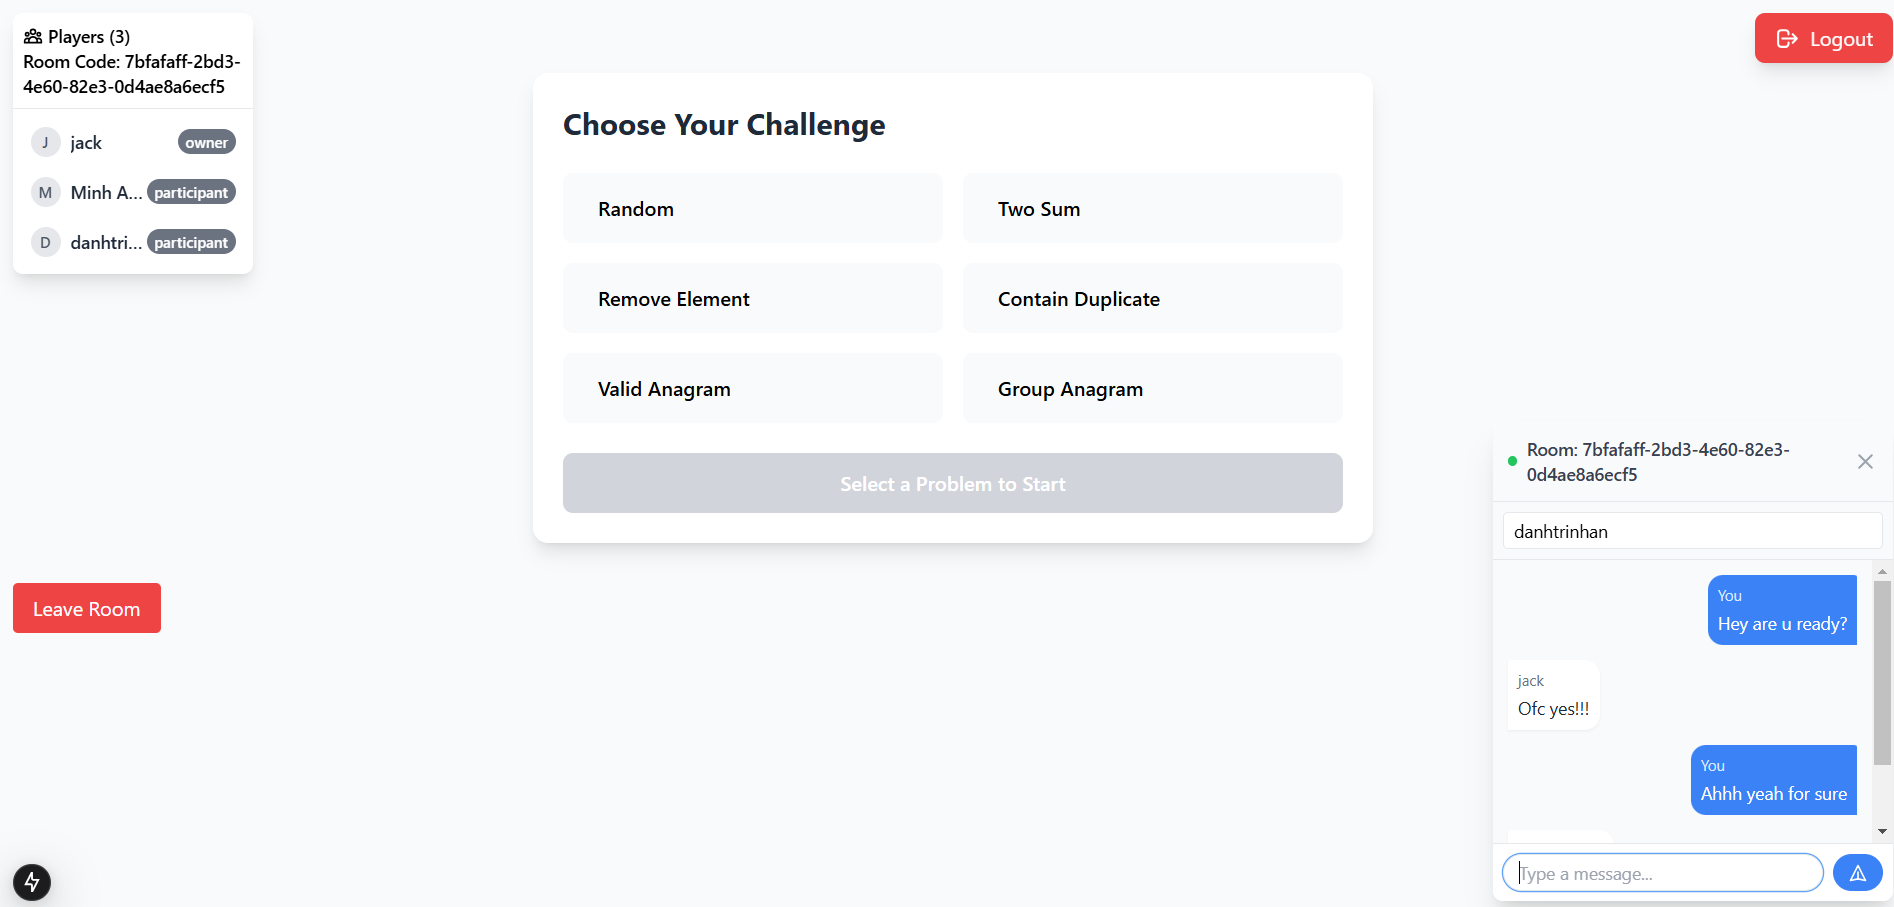 Players (3)
Room Code: 7bfafaff-2bd3-
4e60-82e3-0d4ae8a6ecf5
J jack owner
M Minh A... participant
D danhtri... participant
Leave Room
Choose Your Challenge
Random
Two Sum
Remove Element
Contain Duplicate
Valid Anagram
Group Anagram
Select a Problem to Start
Logout
Room: 7bfafaff-2bd3-4e60-82e3-
0d4ae8a6ecf5
danhtrinhan
You
Hey are u ready?
jack
Ofc yes!!!
You
Ahhh yeah for sure
Type a message...